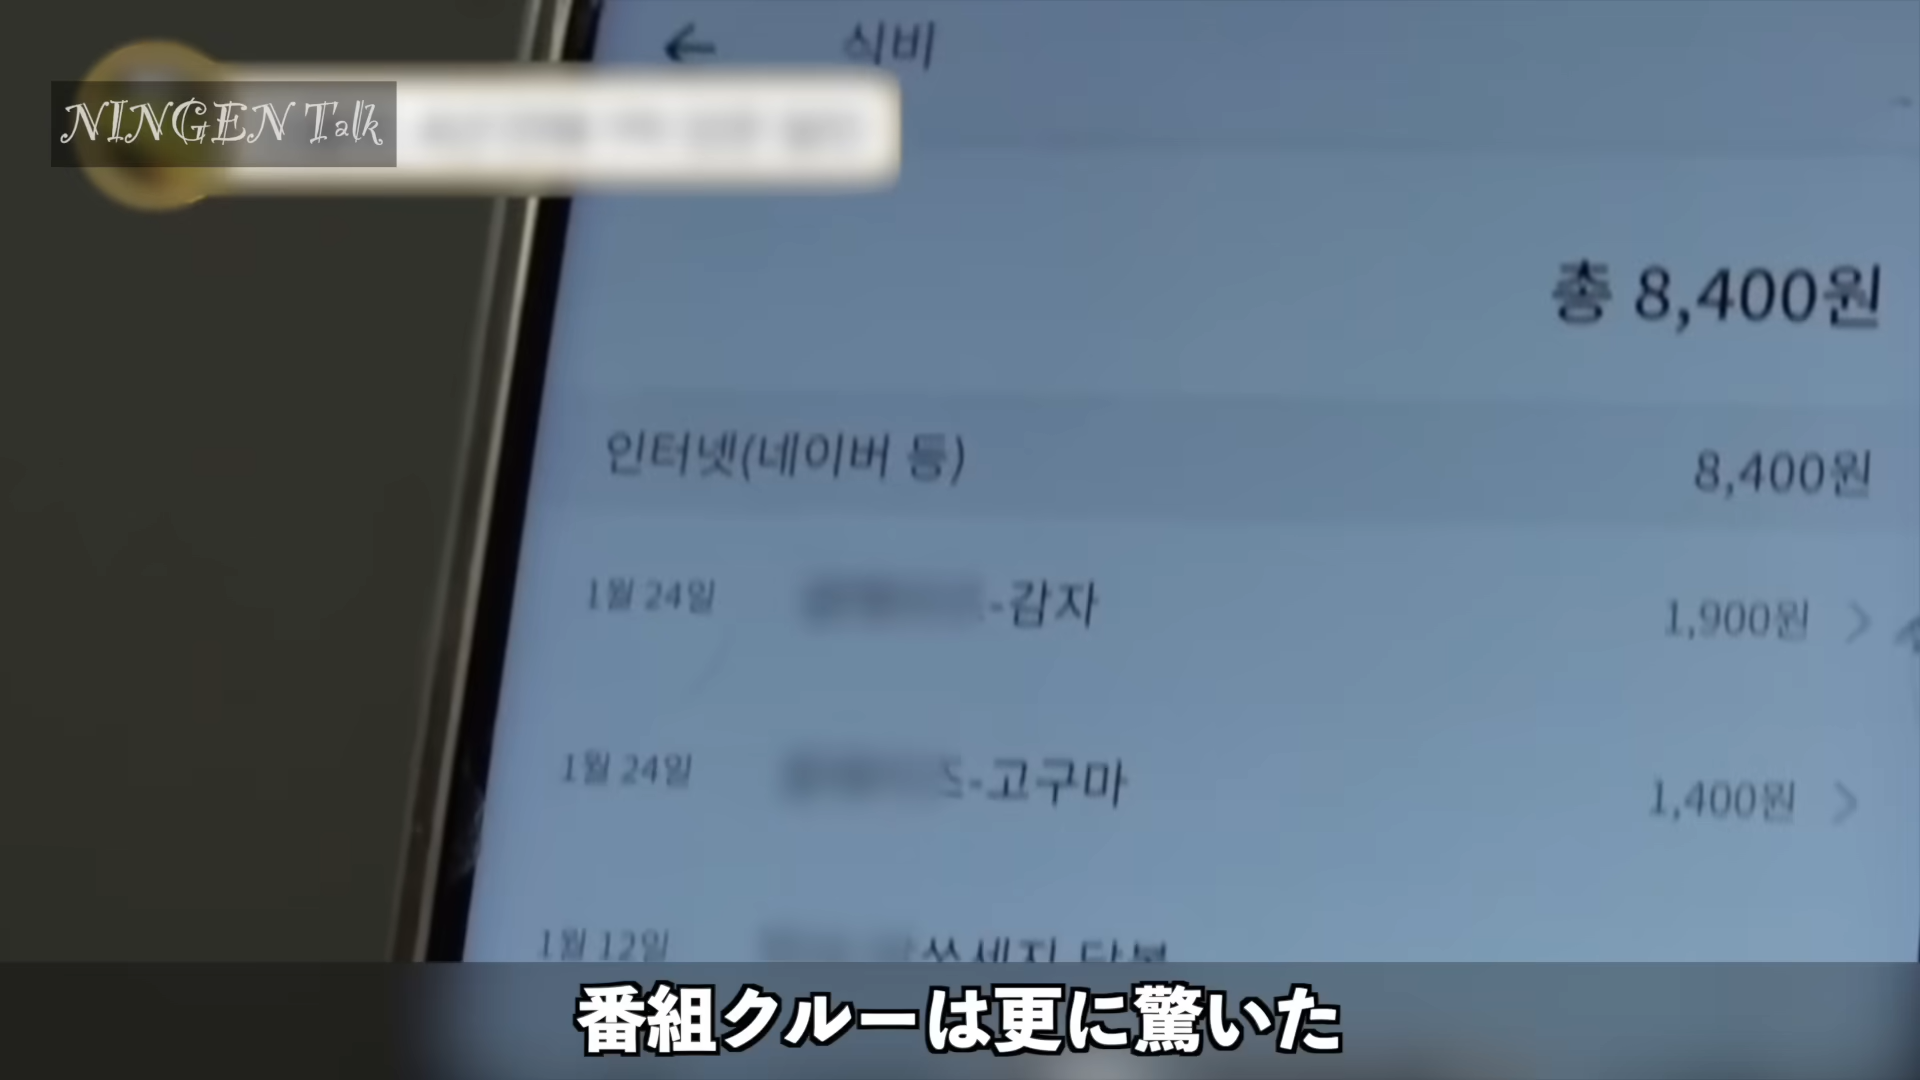 ← 식비
NINGEN Talk
총 8,400원
인터넷(네이버 등) 8,400원
1월 24일 -감자 1,900원 >
1월 24일 -고구마 1,400원 >
1월 12일
番組クルーは更に驚いた